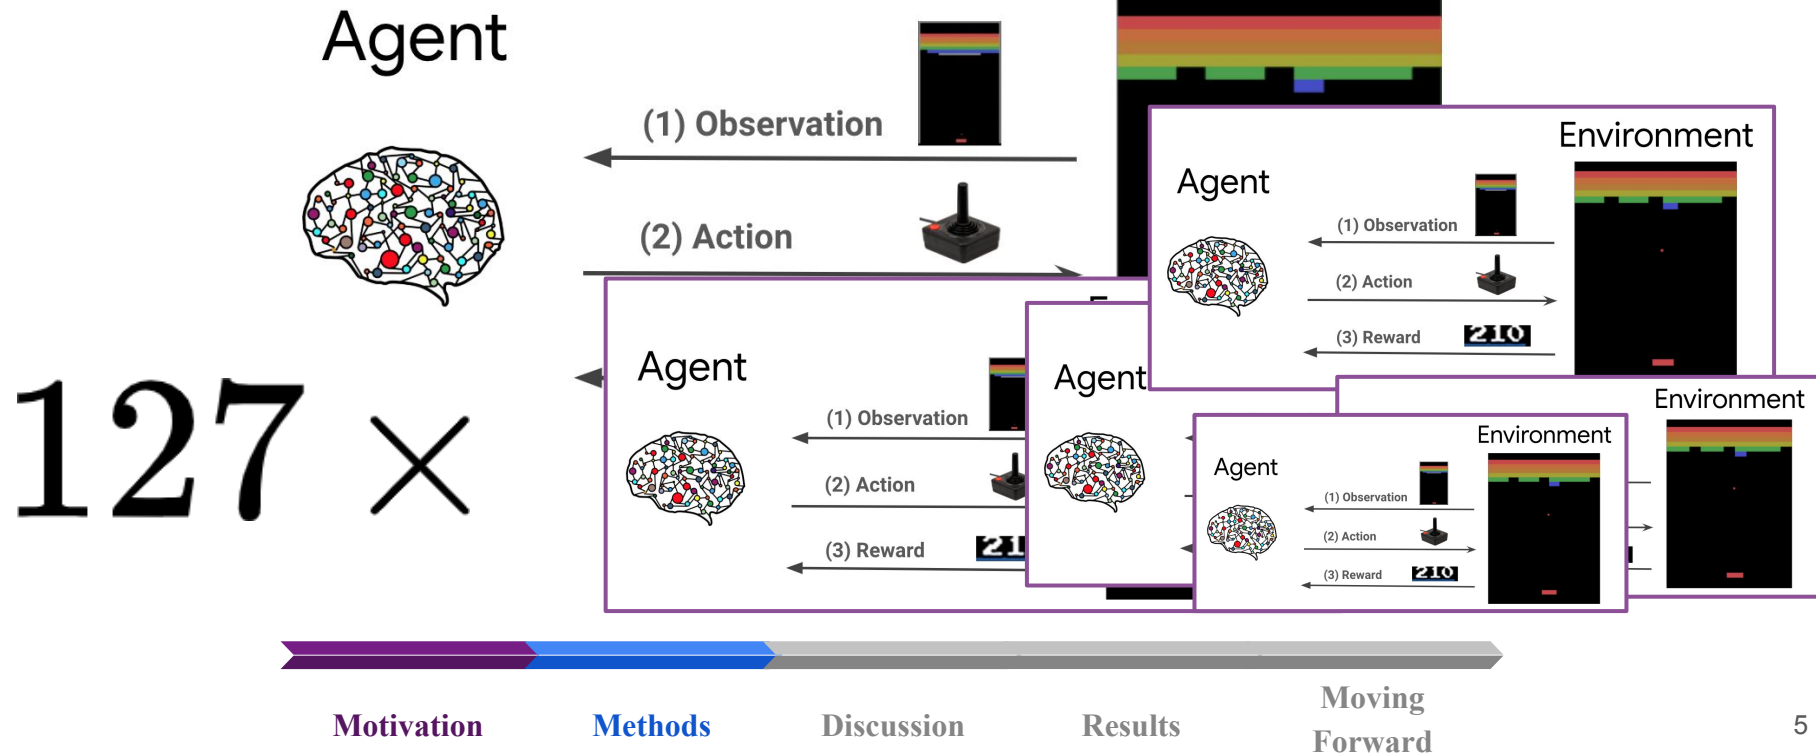 Agent
(1) Observation
(2) Action
127 ×
Agent
(1) Observation
(2) Action
(3) Reward
Agent
Environment
Agent
(1) Observation
(2) Action
(3) Reward
210
Environment
Environment
Agent
(1) Observation
(2) Action
(3) Reward
210
Motivation
Methods
Discussion
Results
Moving
Forward
5